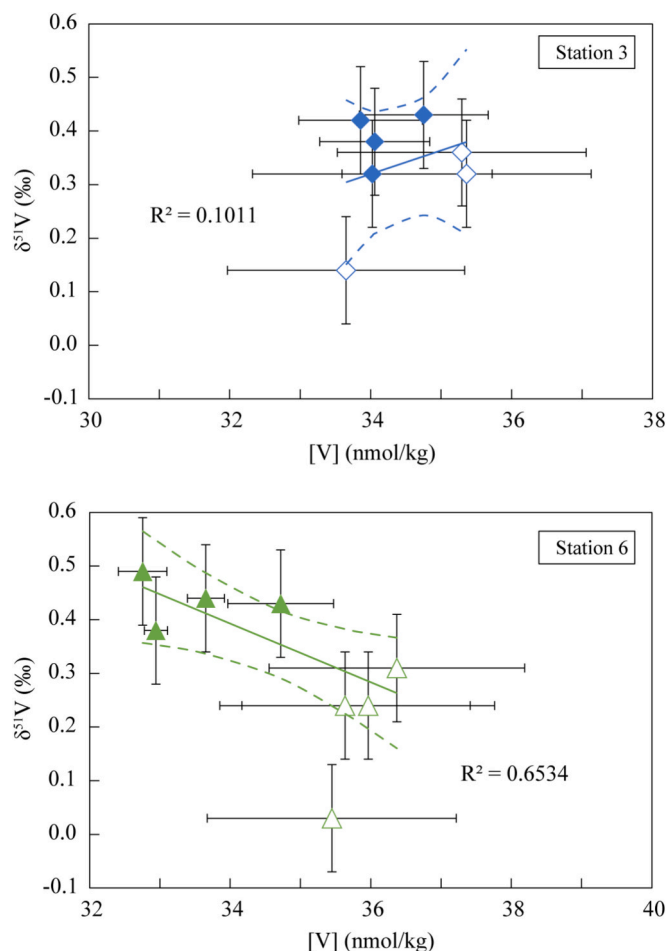 0.6
Station 3
0.5
0.4
0.3
R² = 0.1011
0.2
0.1
0.0
-0.1
δ⁵¹V (‰)
30 32 34 36 38
[V] (nmol/kg)
0.6
Station 6
0.5
0.4
0.3
0.2
R² = 0.6534
0.1
0.0
-0.1
δ⁵¹V (‰)
32 34 36 38 40
[V] (nmol/kg)